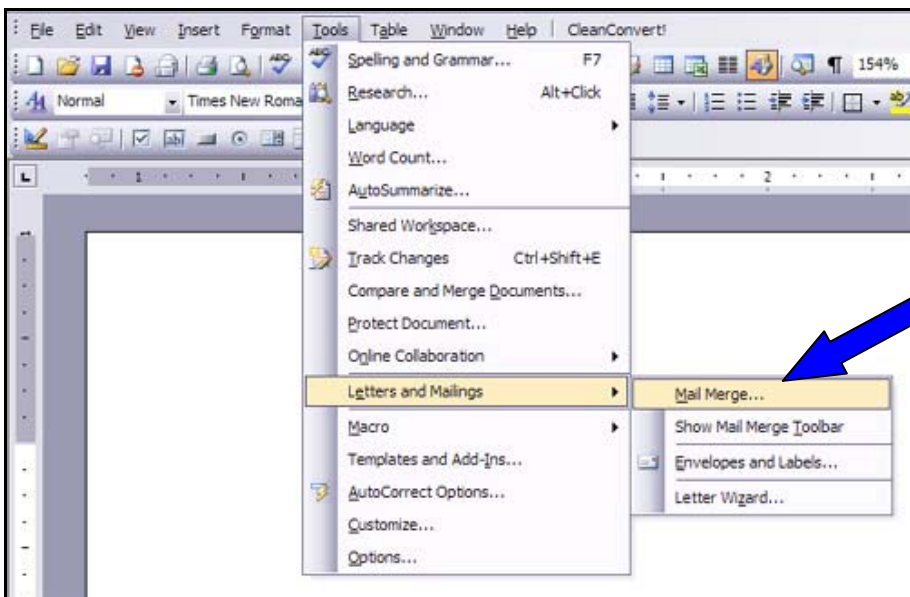 File Edit View Insert Format Tools Table Window Help CleanConvert!
154%
Normal Times New Roma
Spelling and Grammar... F7
Research... Alt+Click
Language
Word Count...
AutoSummarize...
Shared Workspace...
Track Changes Ctrl+Shift+E
Compare and Merge Documents...
Protect Document...
Online Collaboration
Letters and Mailings
Mail Merge...
Macro
Show Mail Merge Toolbar
Templates and Add-Ins...
Envelopes and Labels...
AutoCorrect Options...
Letter Wizard...
Customize...
Options...